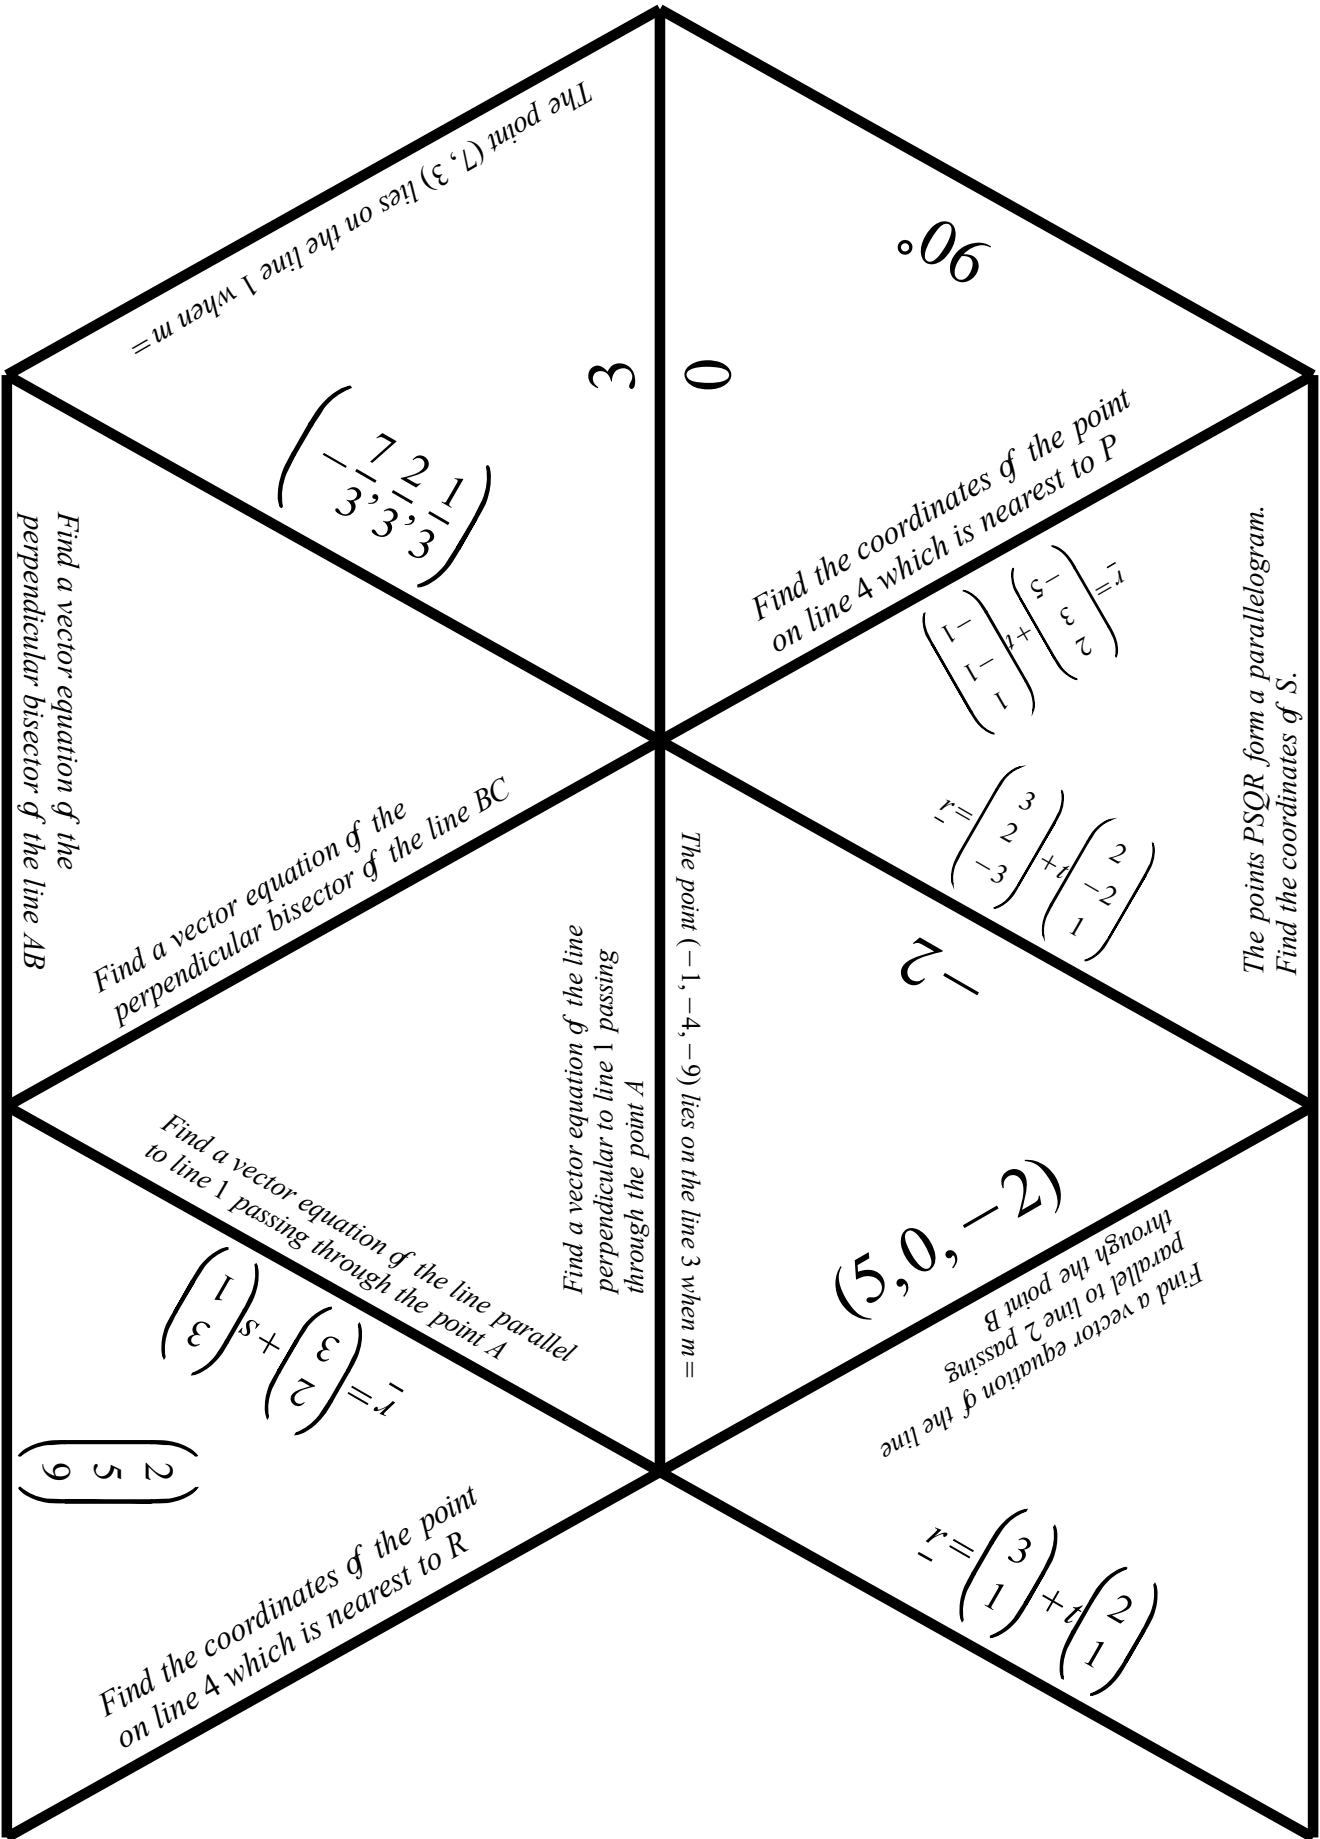 The point (7, 3) lies on the line 1 when m =
3
(−7/3, 2/3, 1/3)
90°
0
Find the coordinates of the point
on line 4 which is nearest to P
Find a vector equation of the
perpendicular bisector of the line AB
Find a vector equation of the
perpendicular bisector of the line BC
r = (2 3 −5) + t (1 −1 −1)
r = (3 2 −3) + t (2 −2 1)
The points PSQR form a parallelogram.
Find the coordinates of S.
Find a vector equation of the line parallel
to line 1 passing through the point A
Find a vector equation of the line
perpendicular to line 1 passing
through the point A
The point (−1, −4, −9) lies on the line 3 when m =
−2
(5,0, −2)
r = (2 3) + s (3 1)
(2 5 9)
Find the coordinates of the point
on line 4 which is nearest to R
Find a vector equation of the line
parallel to line 2 passing
through the point B
r = (3 1) + t (2 1)